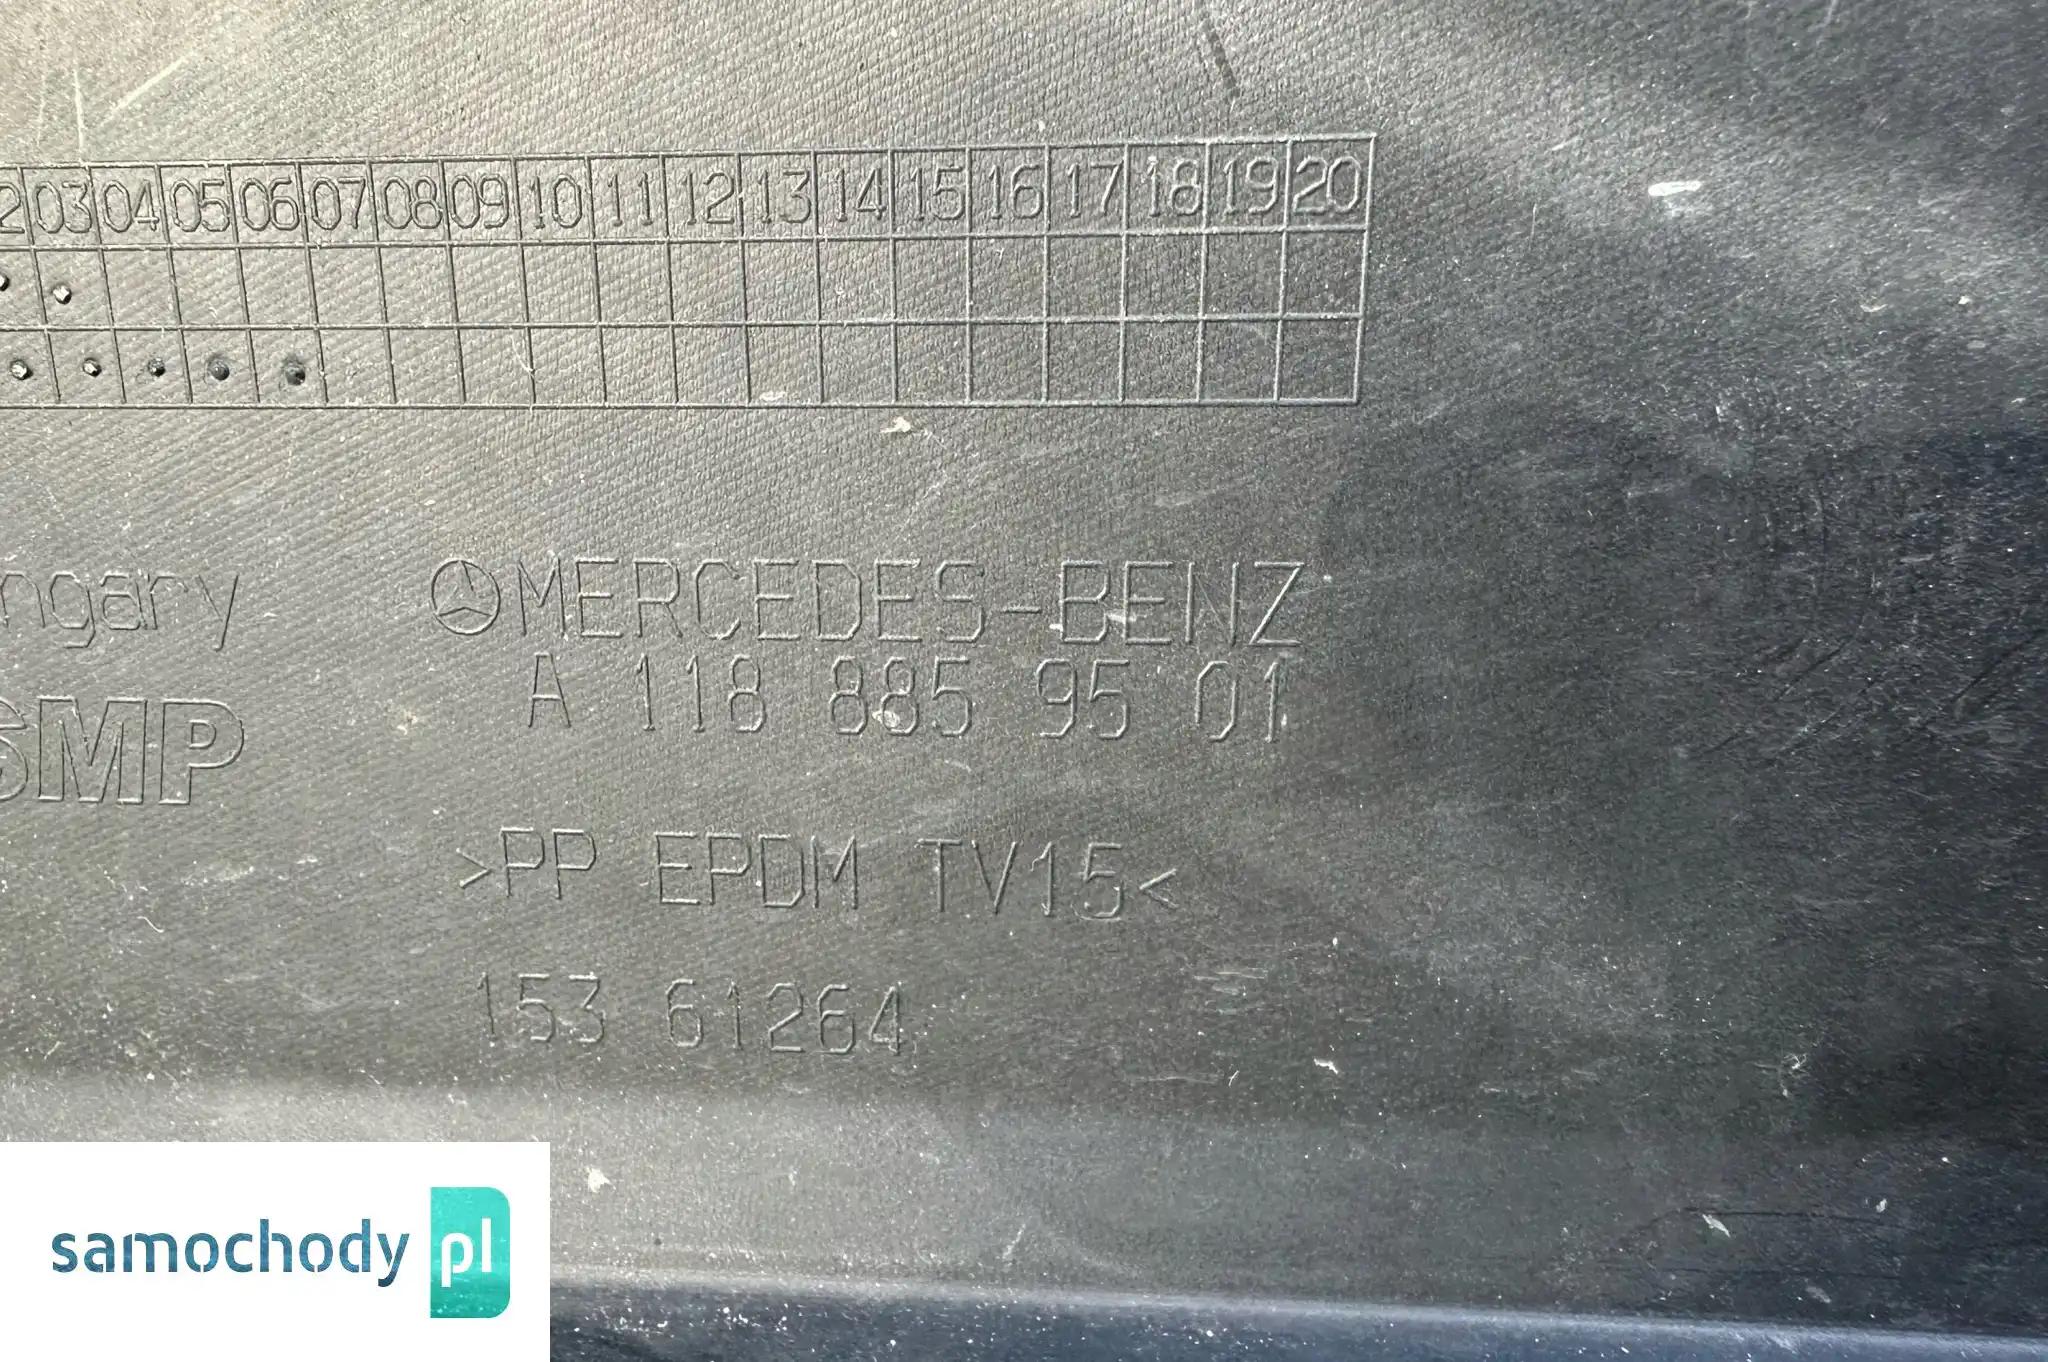 2 03 04 05 06 07 08 09 10 11 12 13 14 15 16 17 18 19 20
ngary
MERCEDES-BENZ
A 118 885 95 01
SMP
>PP EPDM TV15<
153 61264
samochody pl